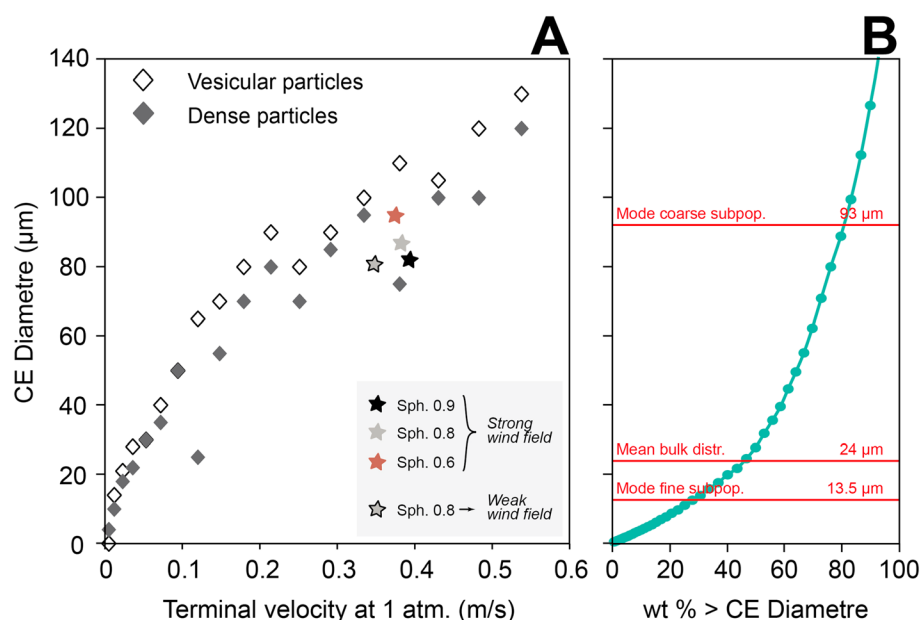 A
B
140
120
100
80
60
40
20
0
CE Diametre (µm)
Vesicular particles
Dense particles
Sph. 0.9
Sph. 0.8
Sph. 0.6
Strong
wind field
Sph. 0.8
Weak
wind field
0
0.1
0.2
0.3
0.4
0.5
0.6
Terminal velocity at 1 atm. (m/s)
Mode coarse subpop. 93 µm
Mean bulk distr. 24 µm
Mode fine subpop. 13.5 µm
0
20
40
60
80
100
wt % > CE Diametre